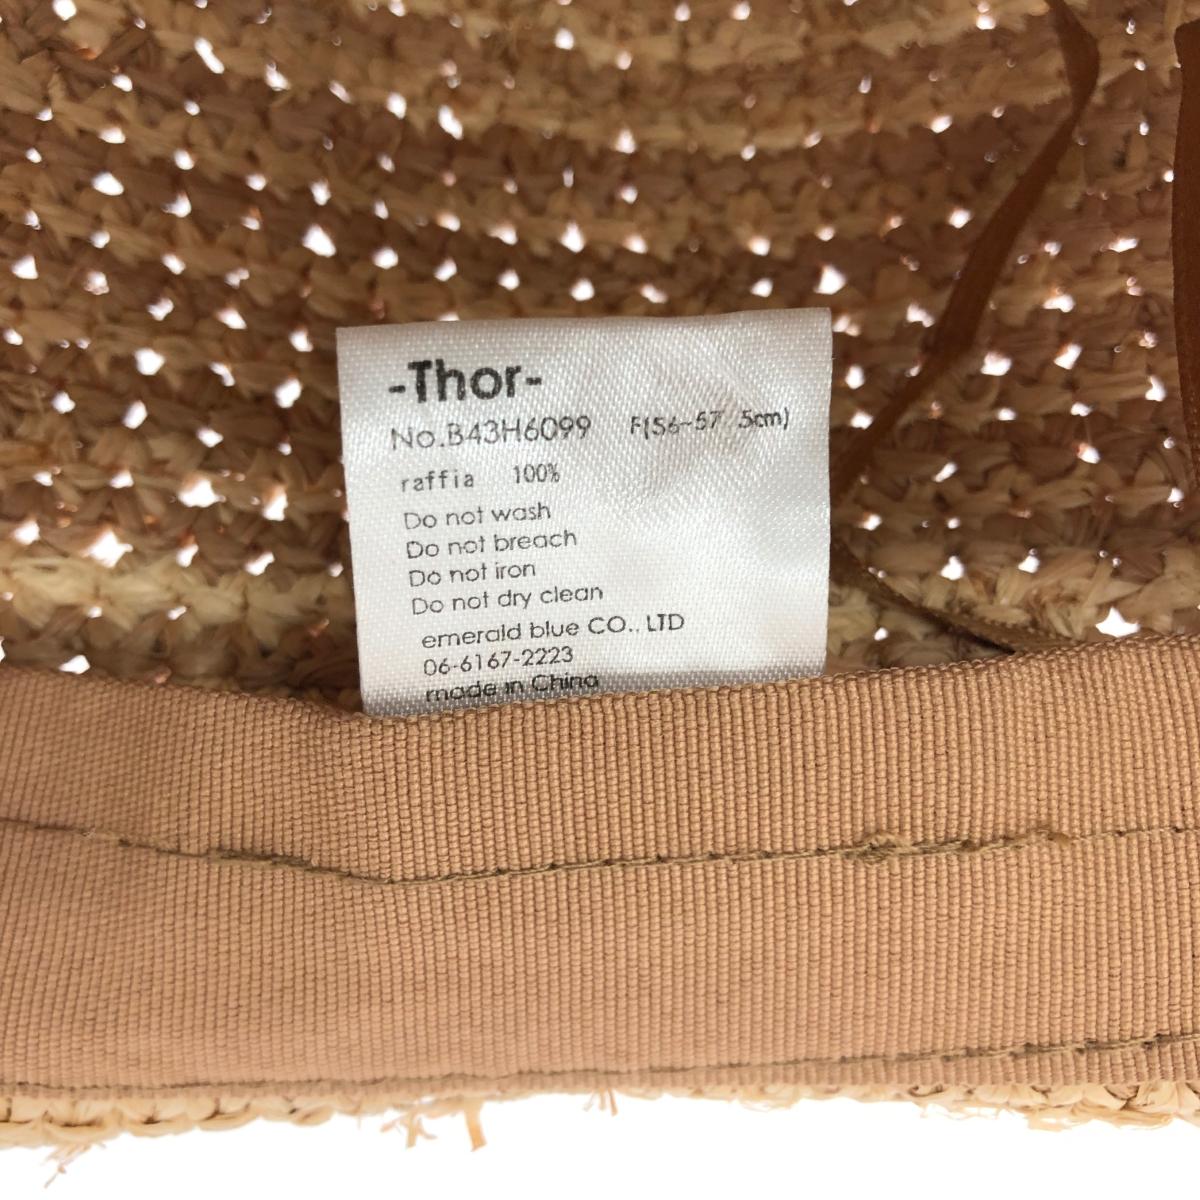 -Thor-
No.B43H6099 F(56~57.5cm)
raffia 100%
Do not wash
Do not breach
Do not iron
Do not dry clean
emerald blue CO., LTD
06-6167-2223
made in China